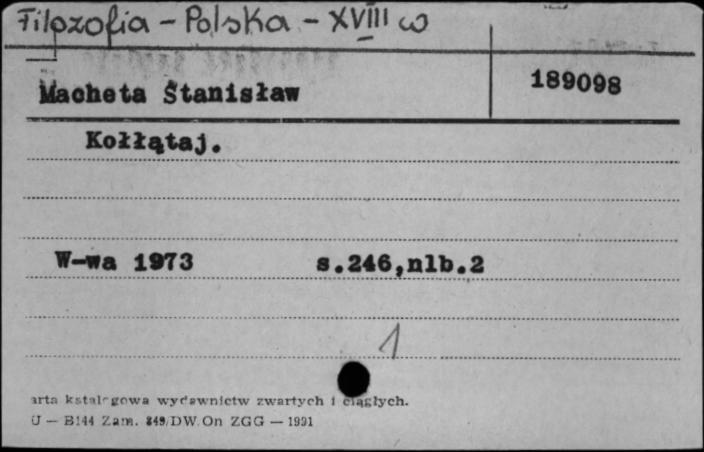 Filozofia - Polska - XVIII w
Macheta Stanisław 189098
Kołłątaj.
W-wa 1973 s.246,nlb.2
1
arta katalogowa wydawnictw zwartych i ciągłych.
U — B144 Zam. 849/DW.On ZGG — 1991